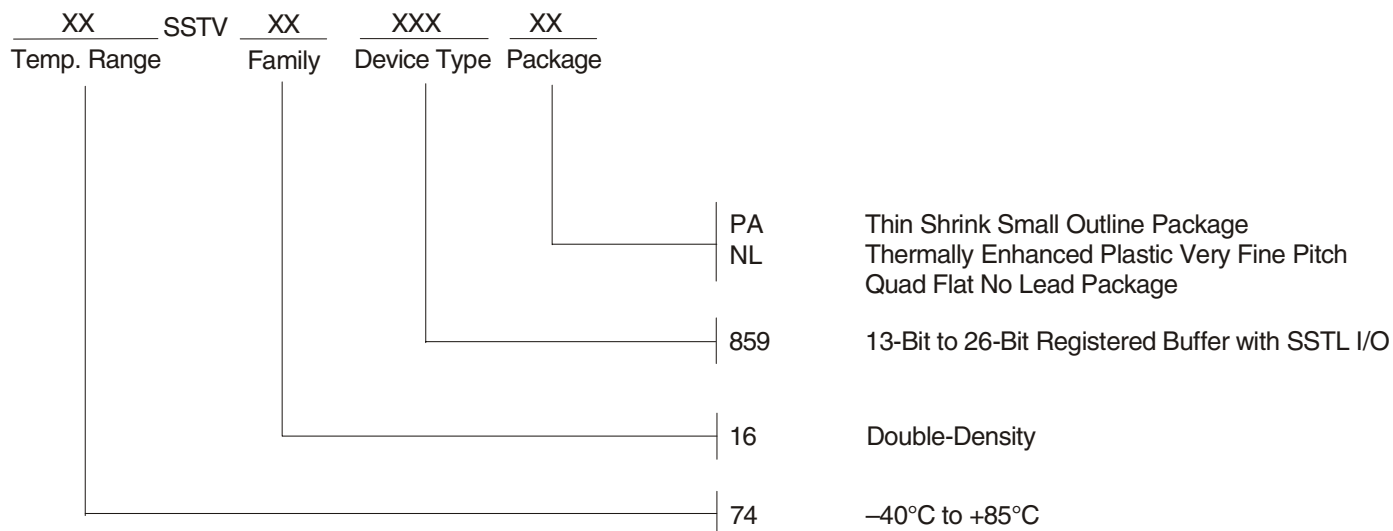 XX SSTV XX XXX XX
Temp. Range Family Device Type Package
PA Thin Shrink Small Outline Package
NL Thermally Enhanced Plastic Very Fine Pitch
Quad Flat No Lead Package
859 13-Bit to 26-Bit Registered Buffer with SSTL I/O
16 Double-Density
74 –40°C to +85°C